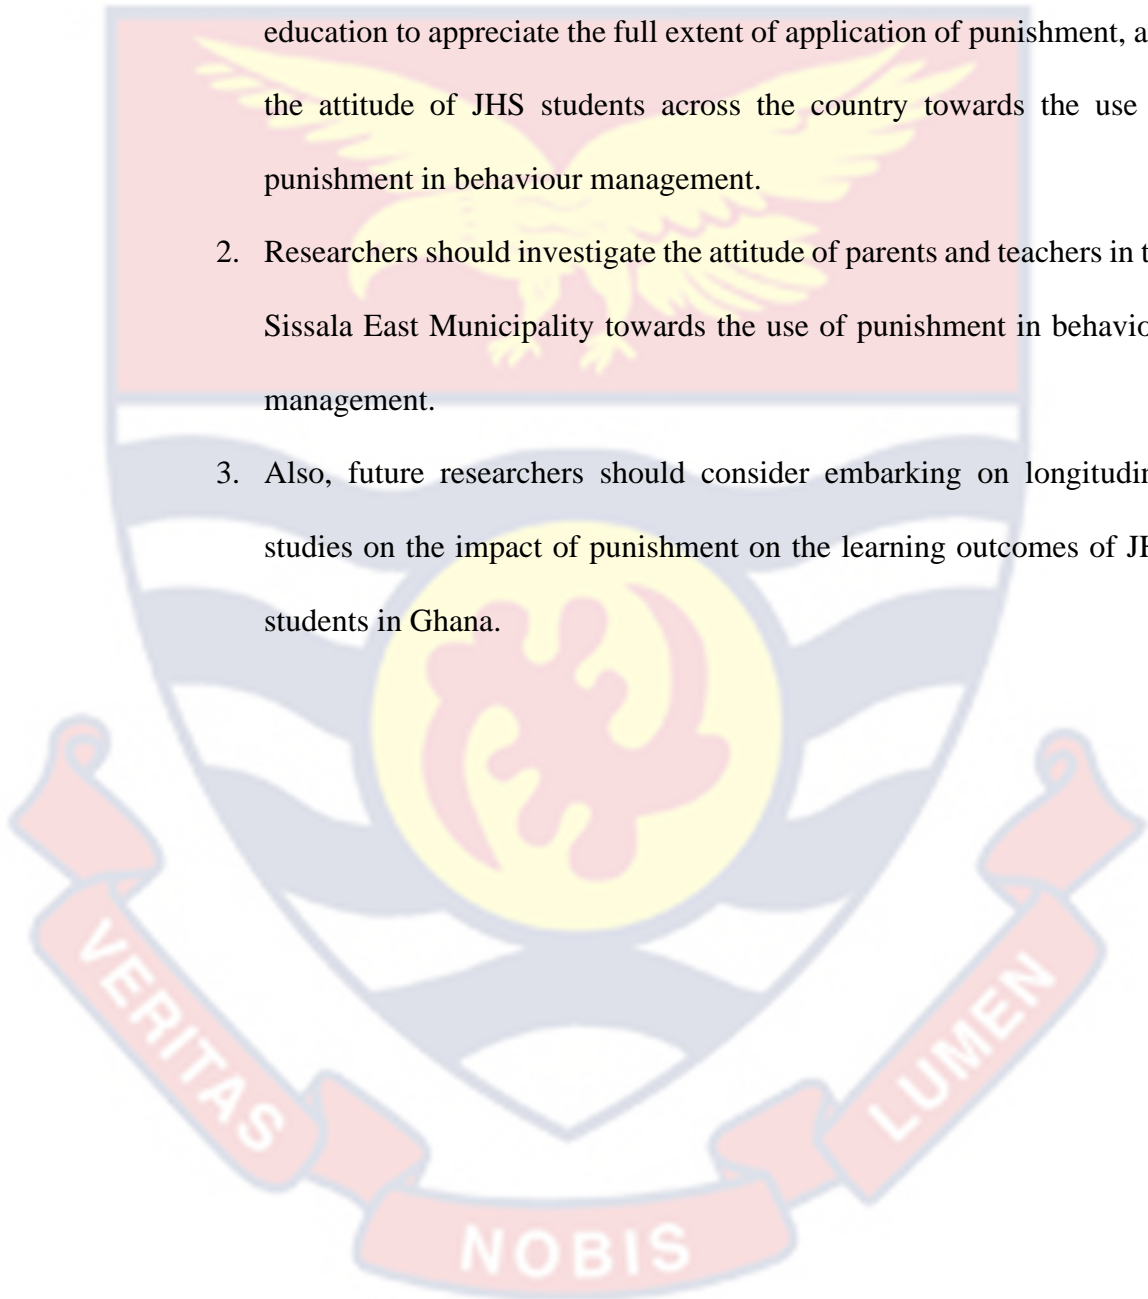 education to appreciate the full extent of application of punishment, a
the attitude of JHS students across the country towards the use
punishment in behaviour management.
2. Researchers should investigate the attitude of parents and teachers in t
Sissala East Municipality towards the use of punishment in behavio
management.
3. Also, future researchers should consider embarking on longitudin
studies on the impact of punishment on the learning outcomes of JH
students in Ghana.
VERITAS
NOBIS
LUMEN